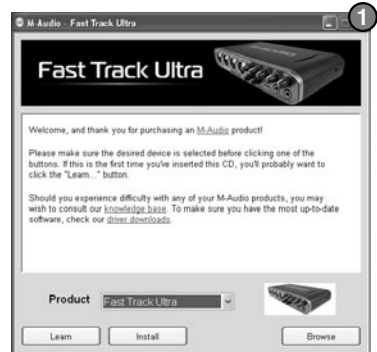 M-Audio - Fast Track Ultra
1
Fast Track Ultra
Welcome, and thank you for purchasing an M-Audio product!
Please make sure the desired device is selected before clicking one of the
buttons. If this is the first time you've inserted this CD, you'll probably want to
click the "Learn..." button.
Should you experience difficulty with any of your M-Audio products, you may
wish to consult our knowledge base. To make sure you have the most up-to-date
software, check our driver downloads.
Product Fast Track Ultra
Learn Install Browse